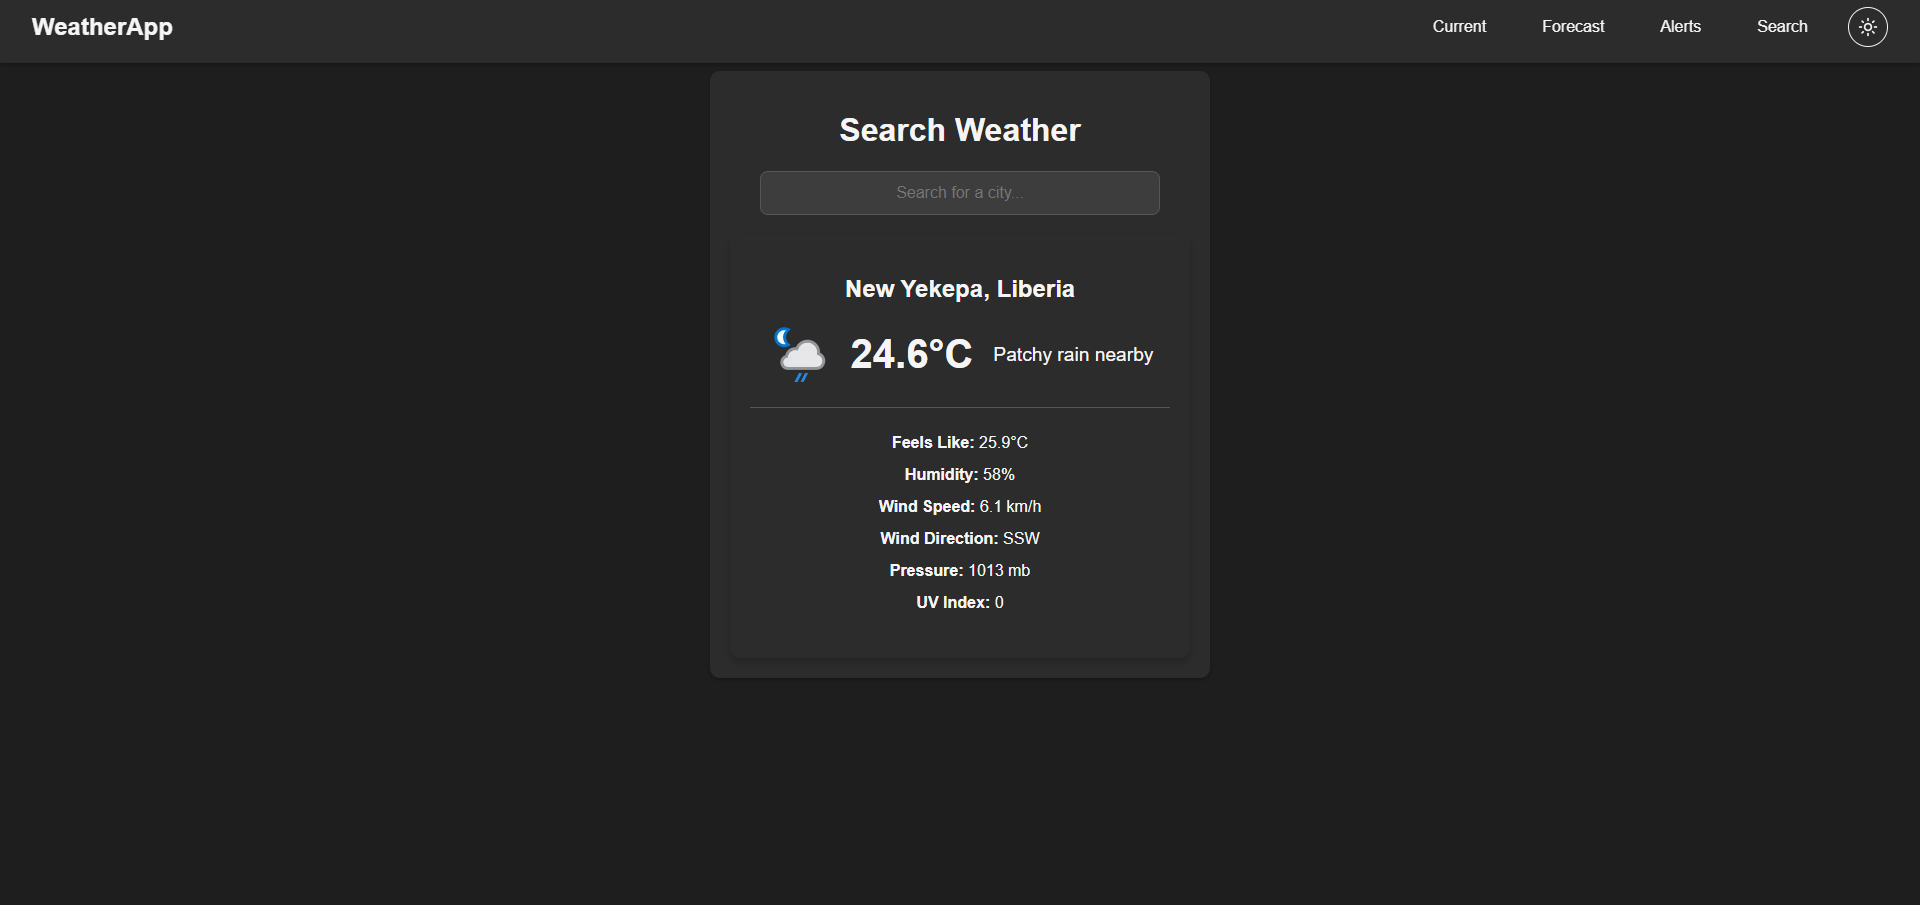 WeatherApp
Current
Forecast
Alerts
Search
Search Weather
Search for a city...
New Yekepa, Liberia
24.6°C
Patchy rain nearby
Feels Like: 25.9°C
Humidity: 58%
Wind Speed: 6.1 km/h
Wind Direction: SSW
Pressure: 1013 mb
UV Index: 0